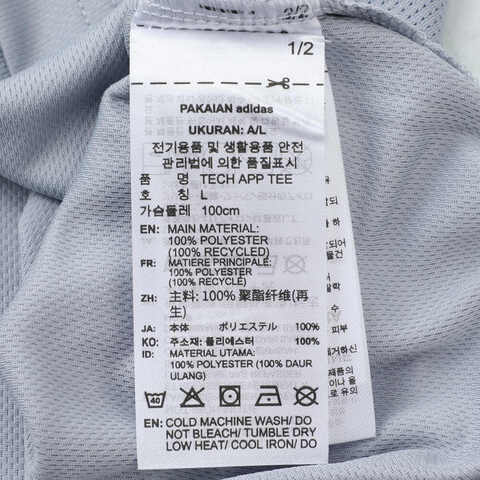 1/2
PAKAIAN adidas
UKURAN: A/L
전기용품 및 생활용품 안전
관리법에 의한 품질표시
품 명 TECH APP TEE
호 칭 L
가슴둘레 100cm
EN: MAIN MATERIAL:
100% POLYESTER
(100% RECYCLED)
FR: MATIERE PRINCIPALE:
100% POLYESTER
(100% RECYCLÉ)
ZH: 主料: 100% 聚酯纤维(再
生)
JA: 本体 ポリエステル 100%
KO: 주소재: 폴리에스터 100%
ID: MATERIAL UTAMA:
100% POLYESTER (100% DAUR
ULANG)
40
EN: COLD MACHINE WASH/ DO
NOT BLEACH/ TUMBLE DRY
LOW HEAT/ COOL IRON/ DO